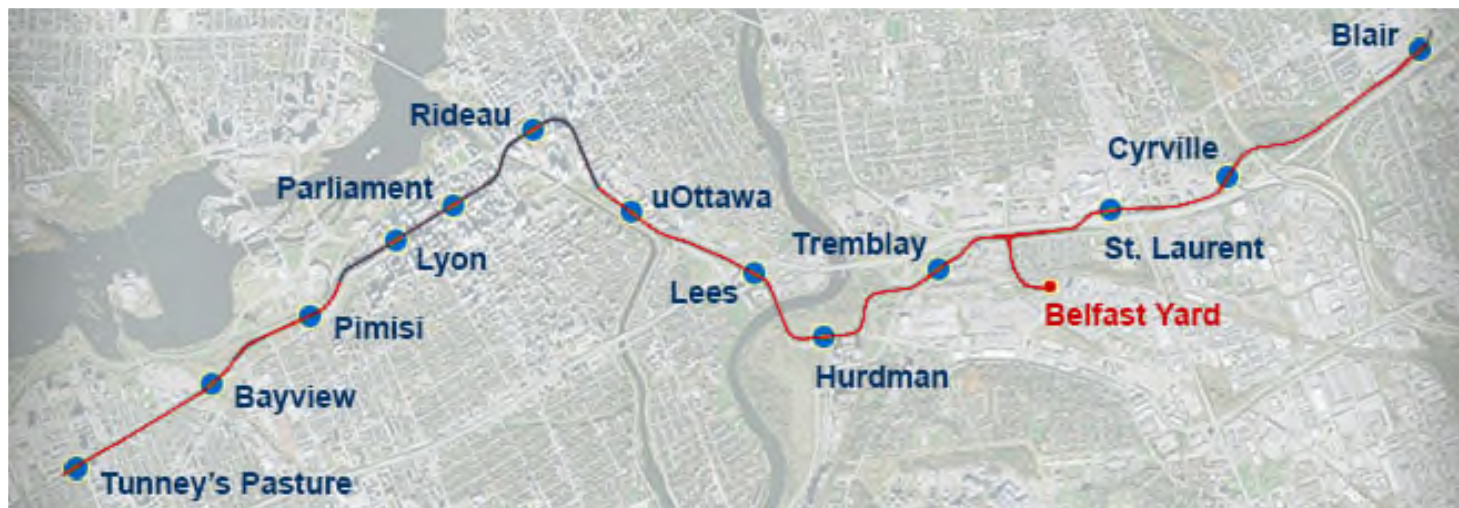 Blair
Rideau
Cyrville
Parliament
uOttawa
Tremblay
St. Laurent
Lyon
Lees
Belfast Yard
Pimisi
Hurdman
Bayview
Tunney's Pasture